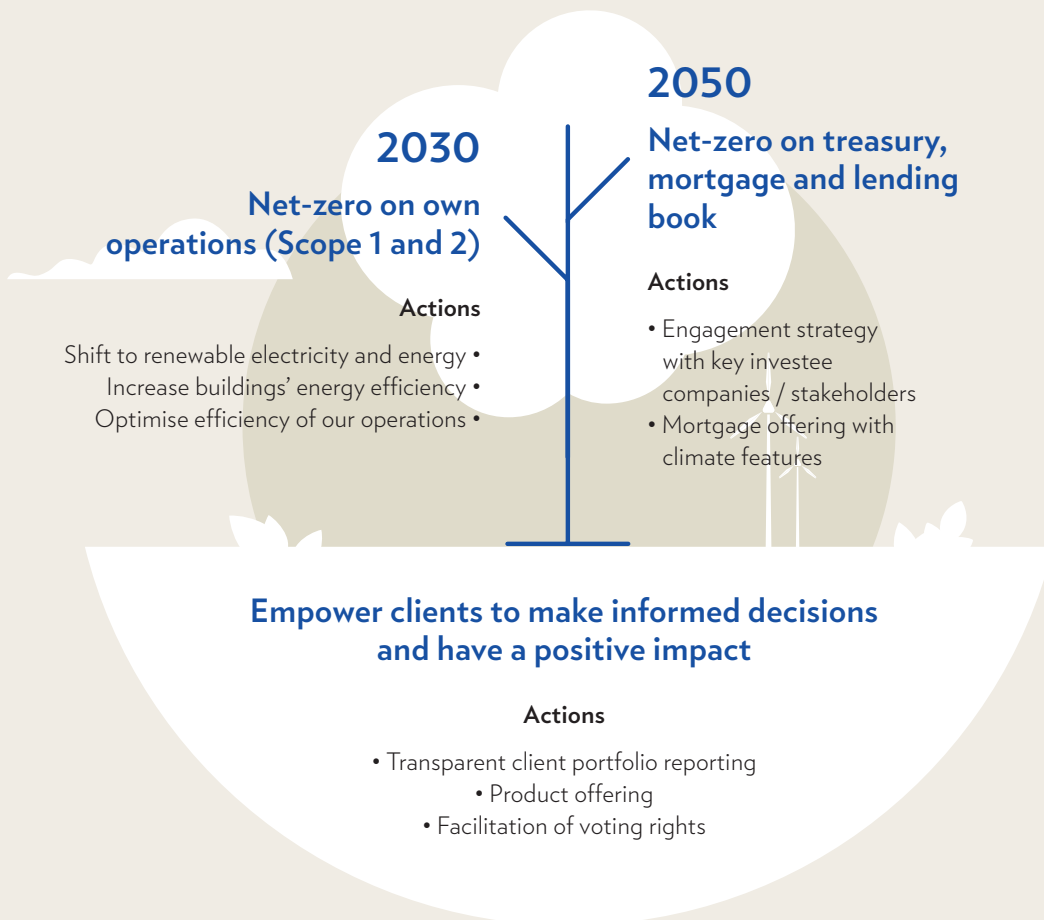 2030
Net-zero on own
operations (Scope 1 and 2)
Actions
Shift to renewable electricity and energy •
Increase buildings’ energy efficiency •
Optimise efficiency of our operations •
2050
Net-zero on treasury,
mortgage and lending
book
Actions
• Engagement strategy
with key investee
companies / stakeholders
• Mortgage offering with
climate features
Empower clients to make informed decisions
and have a positive impact
Actions
• Transparent client portfolio reporting
• Product offering
• Facilitation of voting rights